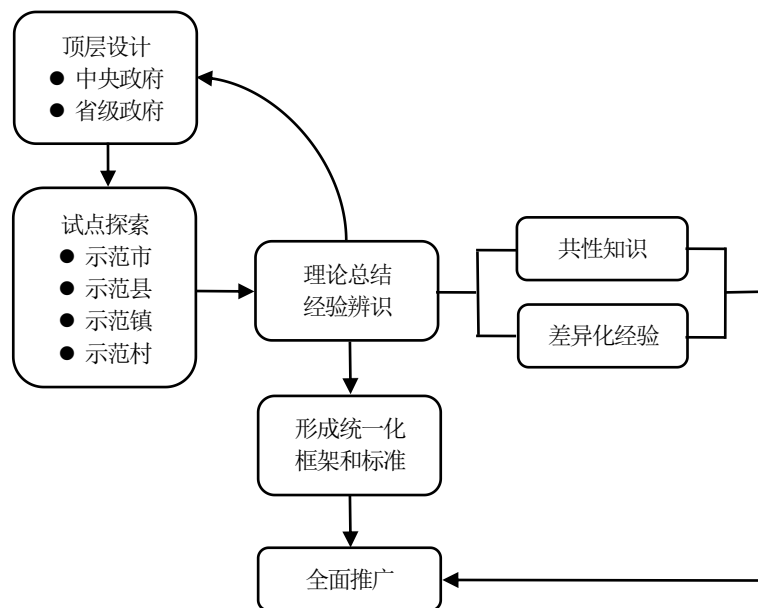 顶层设计
● 中央政府
● 省级政府
试点探索
● 示范市
● 示范县
● 示范镇
● 示范村
理论总结
经验辨识
共性知识
差异化经验
形成统一化
框架和标准
全面推广